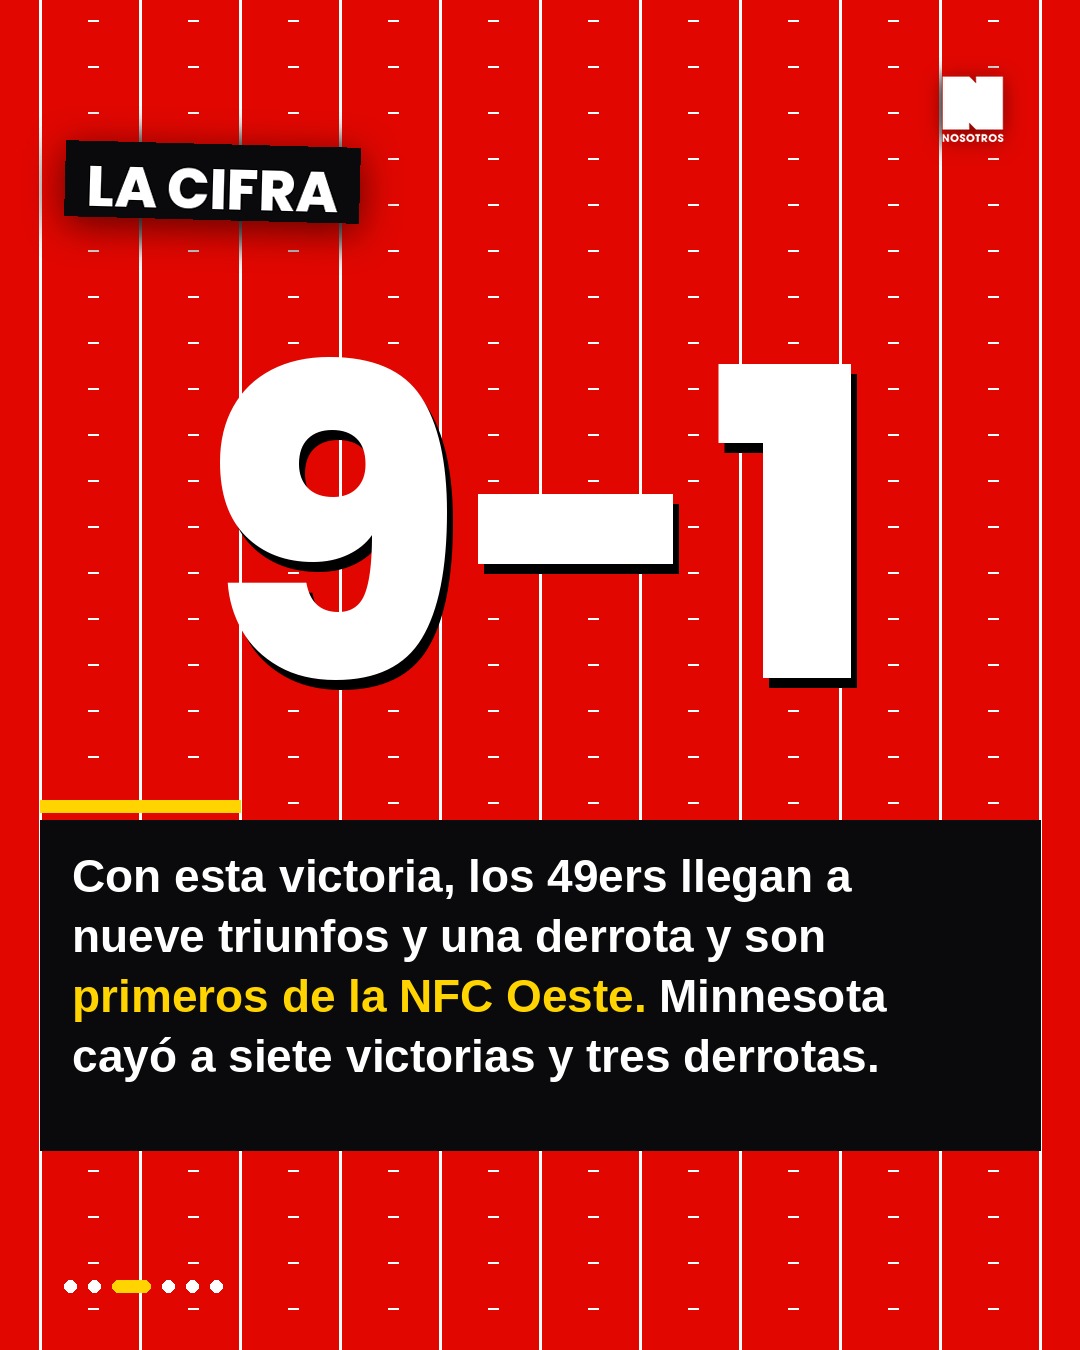 NOSOTROS
LA CIFRA
9-1
Con esta victoria, los 49ers llegan a
nueve triunfos y una derrota y son
primeros de la NFC Oeste. Minnesota
cayó a siete victorias y tres derrotas.